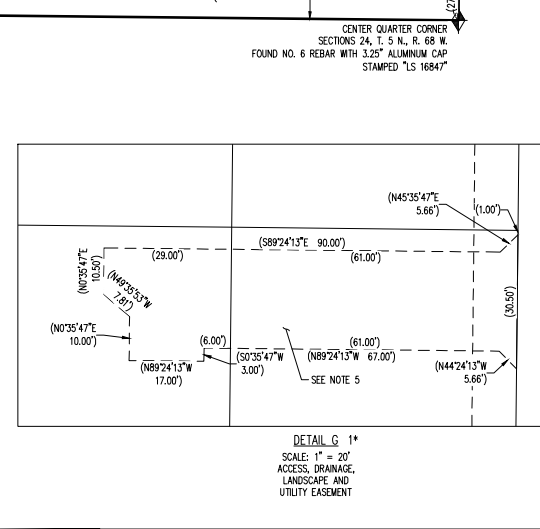 (27
CENTER QUARTER CORNER
SECTIONS 24, T. 5 N., R. 68 W.
FOUND NO. 6 REBAR WITH 3.25" ALUMINUM CAP
STAMPED "LS 16847"
(N45°35'47"E
5.66')
(1.00')
(S89°24'13"E 90.00')
(29.00')
(61.00')
(N0°35'47"E
10.50')
(N49°35'53"W
7.81')
(30.50')
(N0°35'47"E
10.00')
(6.00')
(61.00')
(N89°24'13"W
17.00')
(S0°35'47"W
3.00')
(N89°24'13"W 67.00')
(N44°24'13"W
5.66')
SEE NOTE 5
DETAIL G 1*
SCALE: 1" = 20'
ACCESS, DRAINAGE,
LANDSCAPE AND
UTILITY EASEMENT